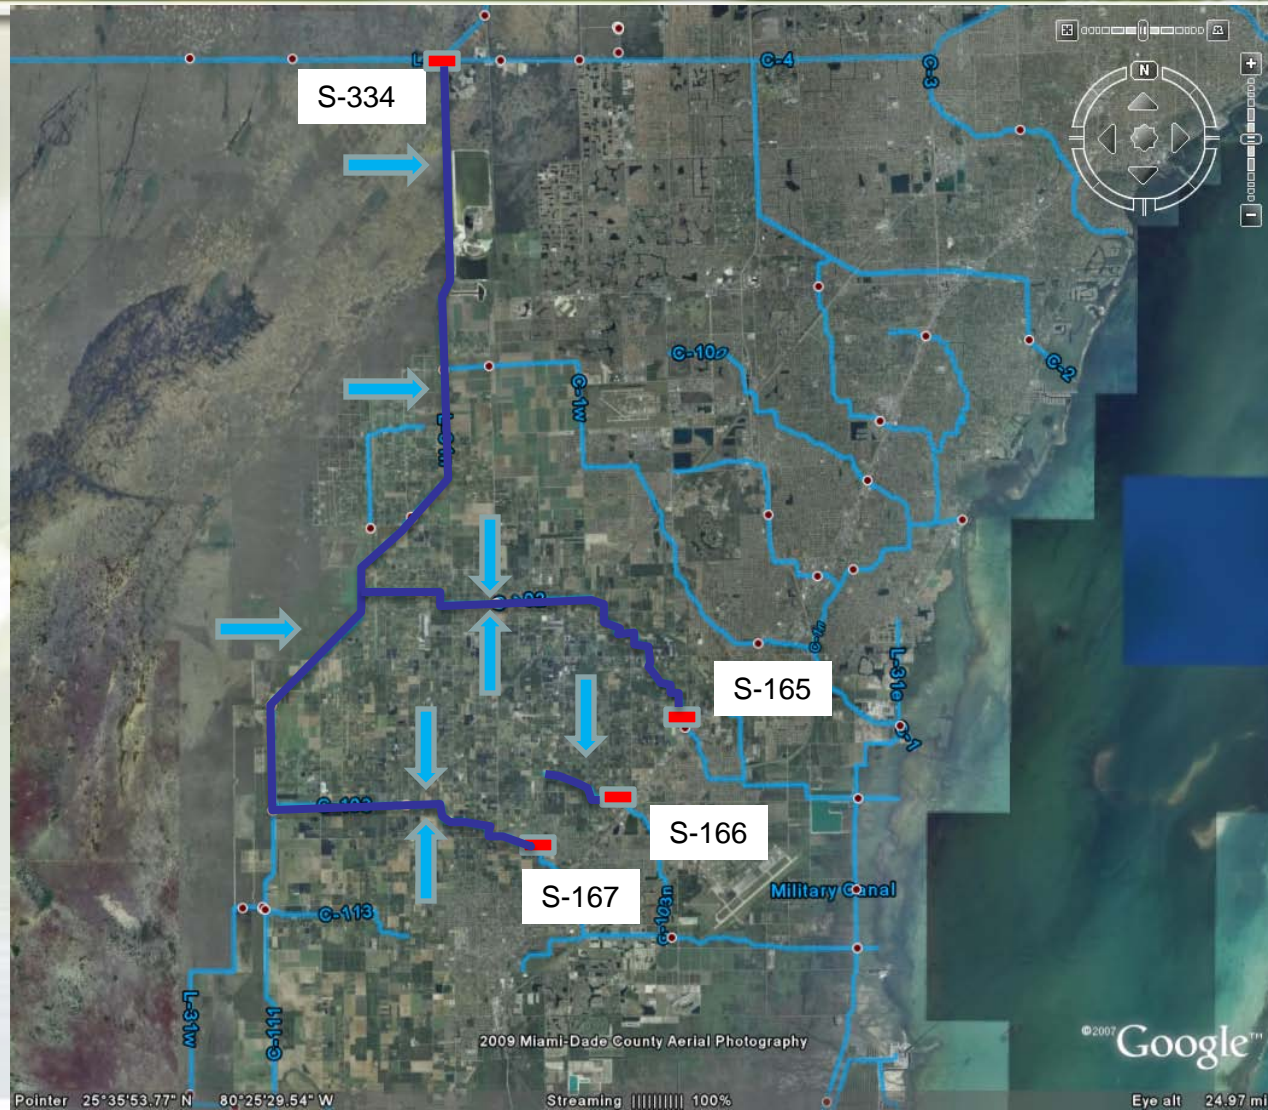 C-4
C-3
N
S-334
C-2
C-100
C-1w
S-165
C-1n
L-31e
C-1
S-166
Military Canal
S-167
C-103n
C-113
L-31w
C-111
2009 Miami-Dade County Aerial Photography
©2007 Google™
Pointer 25°35'53.77" N 80°25'29.54" W Streaming |||||||||| 100% Eye alt 24.97 mi